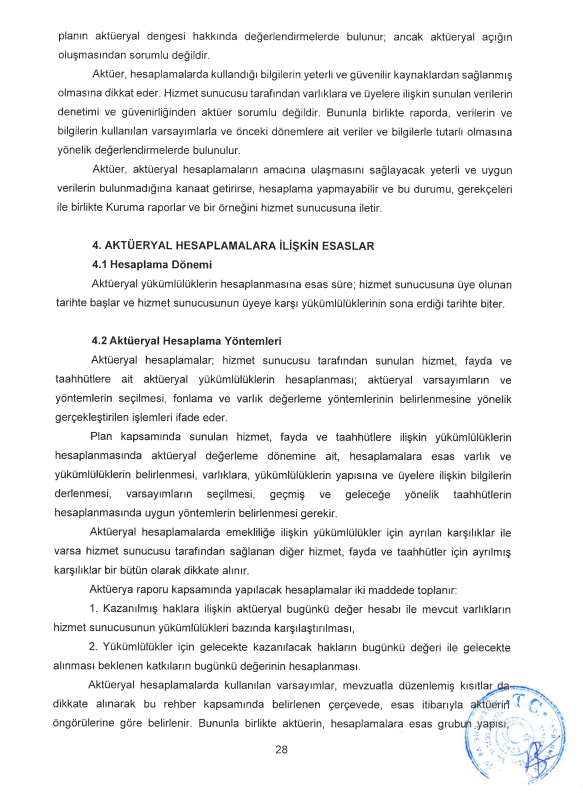 planın aktüeryal dengesi hakkında değerlendirmelerde bulunur; ancak aktüeryal açığın
oluşmasından sorumlu değildir.
Aktüer, hesaplamalarda kullandığı bilgilerin yeterli ve güvenilir kaynaklardan sağlanmış
olmasına dikkat eder. Hizmet sunucusu tarafından varlıklara ve üyelere ilişkin sunulan verilerin
denetimi ve güvenirliğinden aktüer sorumlu değildir. Bununla birlikte raporda, verilerin ve
bilgilerin kullanılan varsayımlarla ve önceki dönemlere ait veriler ve bilgilerle tutarlı olmasına
yönelik değerlendirmelerde bulunulur.
Aktüer, aktüeryal hesaplamaların amacına ulaşmasını sağlayacak yeterli ve uygun
verilerin bulunmadığına kanaat getirirse, hesaplama yapmayabilir ve bu durumu, gerekçeleri
ile birlikte Kuruma raporlar ve bir örneğini hizmet sunucusuna iletir.
4. AKTÜERYAL HESAPLAMALARA İLİŞKİN ESASLAR
4.1 Hesaplama Dönemi
Aktüeryal yükümlülüklerin hesaplanmasına esas süre; hizmet sunucusuna üye olunan
tarihte başlar ve hizmet sunucusunun üyeye karşı yükümlülüklerinin sona erdiği tarihte biter.
4.2 Aktüeryal Hesaplama Yöntemleri
Aktüeryal hesaplamalar; hizmet sunucusu tarafından sunulan hizmet, fayda ve
taahhütlere ait aktüeryal yükümlülüklerin hesaplanması; aktüeryal varsayımların ve
yöntemlerin seçilmesi, fonlama ve varlık değerleme yöntemlerinin belirlenmesine yönelik
gerçekleştirilen işlemleri ifade eder.
Plan kapsamında sunulan hizmet, fayda ve taahhütlere ilişkin yükümlülüklerin
hesaplanmasında aktüeryal değerleme dönemine ait, hesaplamalara esas varlık ve
yükümlülüklerin belirlenmesi, varlıklara, yükümlülüklerin yapısına ve üyelere ilişkin bilgilerin
derlenmesi, varsayımların seçilmesi, geçmiş ve geleceğe yönelik taahhütlerin
hesaplanmasında uygun yöntemlerin belirlenmesi gerekir.
Aktüeryal hesaplamalarda emekliliğe ilişkin yükümlülükler için ayrılan karşılıklar ile
varsa hizmet sunucusu tarafından sağlanan diğer hizmet, fayda ve taahhütler için ayrılmış
karşılıklar bir bütün olarak dikkate alınır.
Aktüerya raporu kapsamında yapılacak hesaplamalar iki maddede toplanır:
1. Kazanılmış haklara ilişkin aktüeryal bugünkü değer hesabı ile mevcut varlıkların
hizmet sunucusunun yükümlülükleri bazında karşılaştırılması,
2. Yükümlülükler için gelecekte kazanılacak hakların bugünkü değeri ile gelecekte
alınması beklenen katkıların bugünkü değerinin hesaplanması.
Aktüeryal hesaplamalarda kullanılan varsayımlar, mevzuatla düzenlemiş kısıtlar da
dikkate alınarak bu rehber kapsamında belirlenen çerçevede, esas itibarıyla aktüerin
öngörülerine göre belirlenir. Bununla birlikte aktüerin, hesaplamalara esas grubun yapısı,
28
T.C.